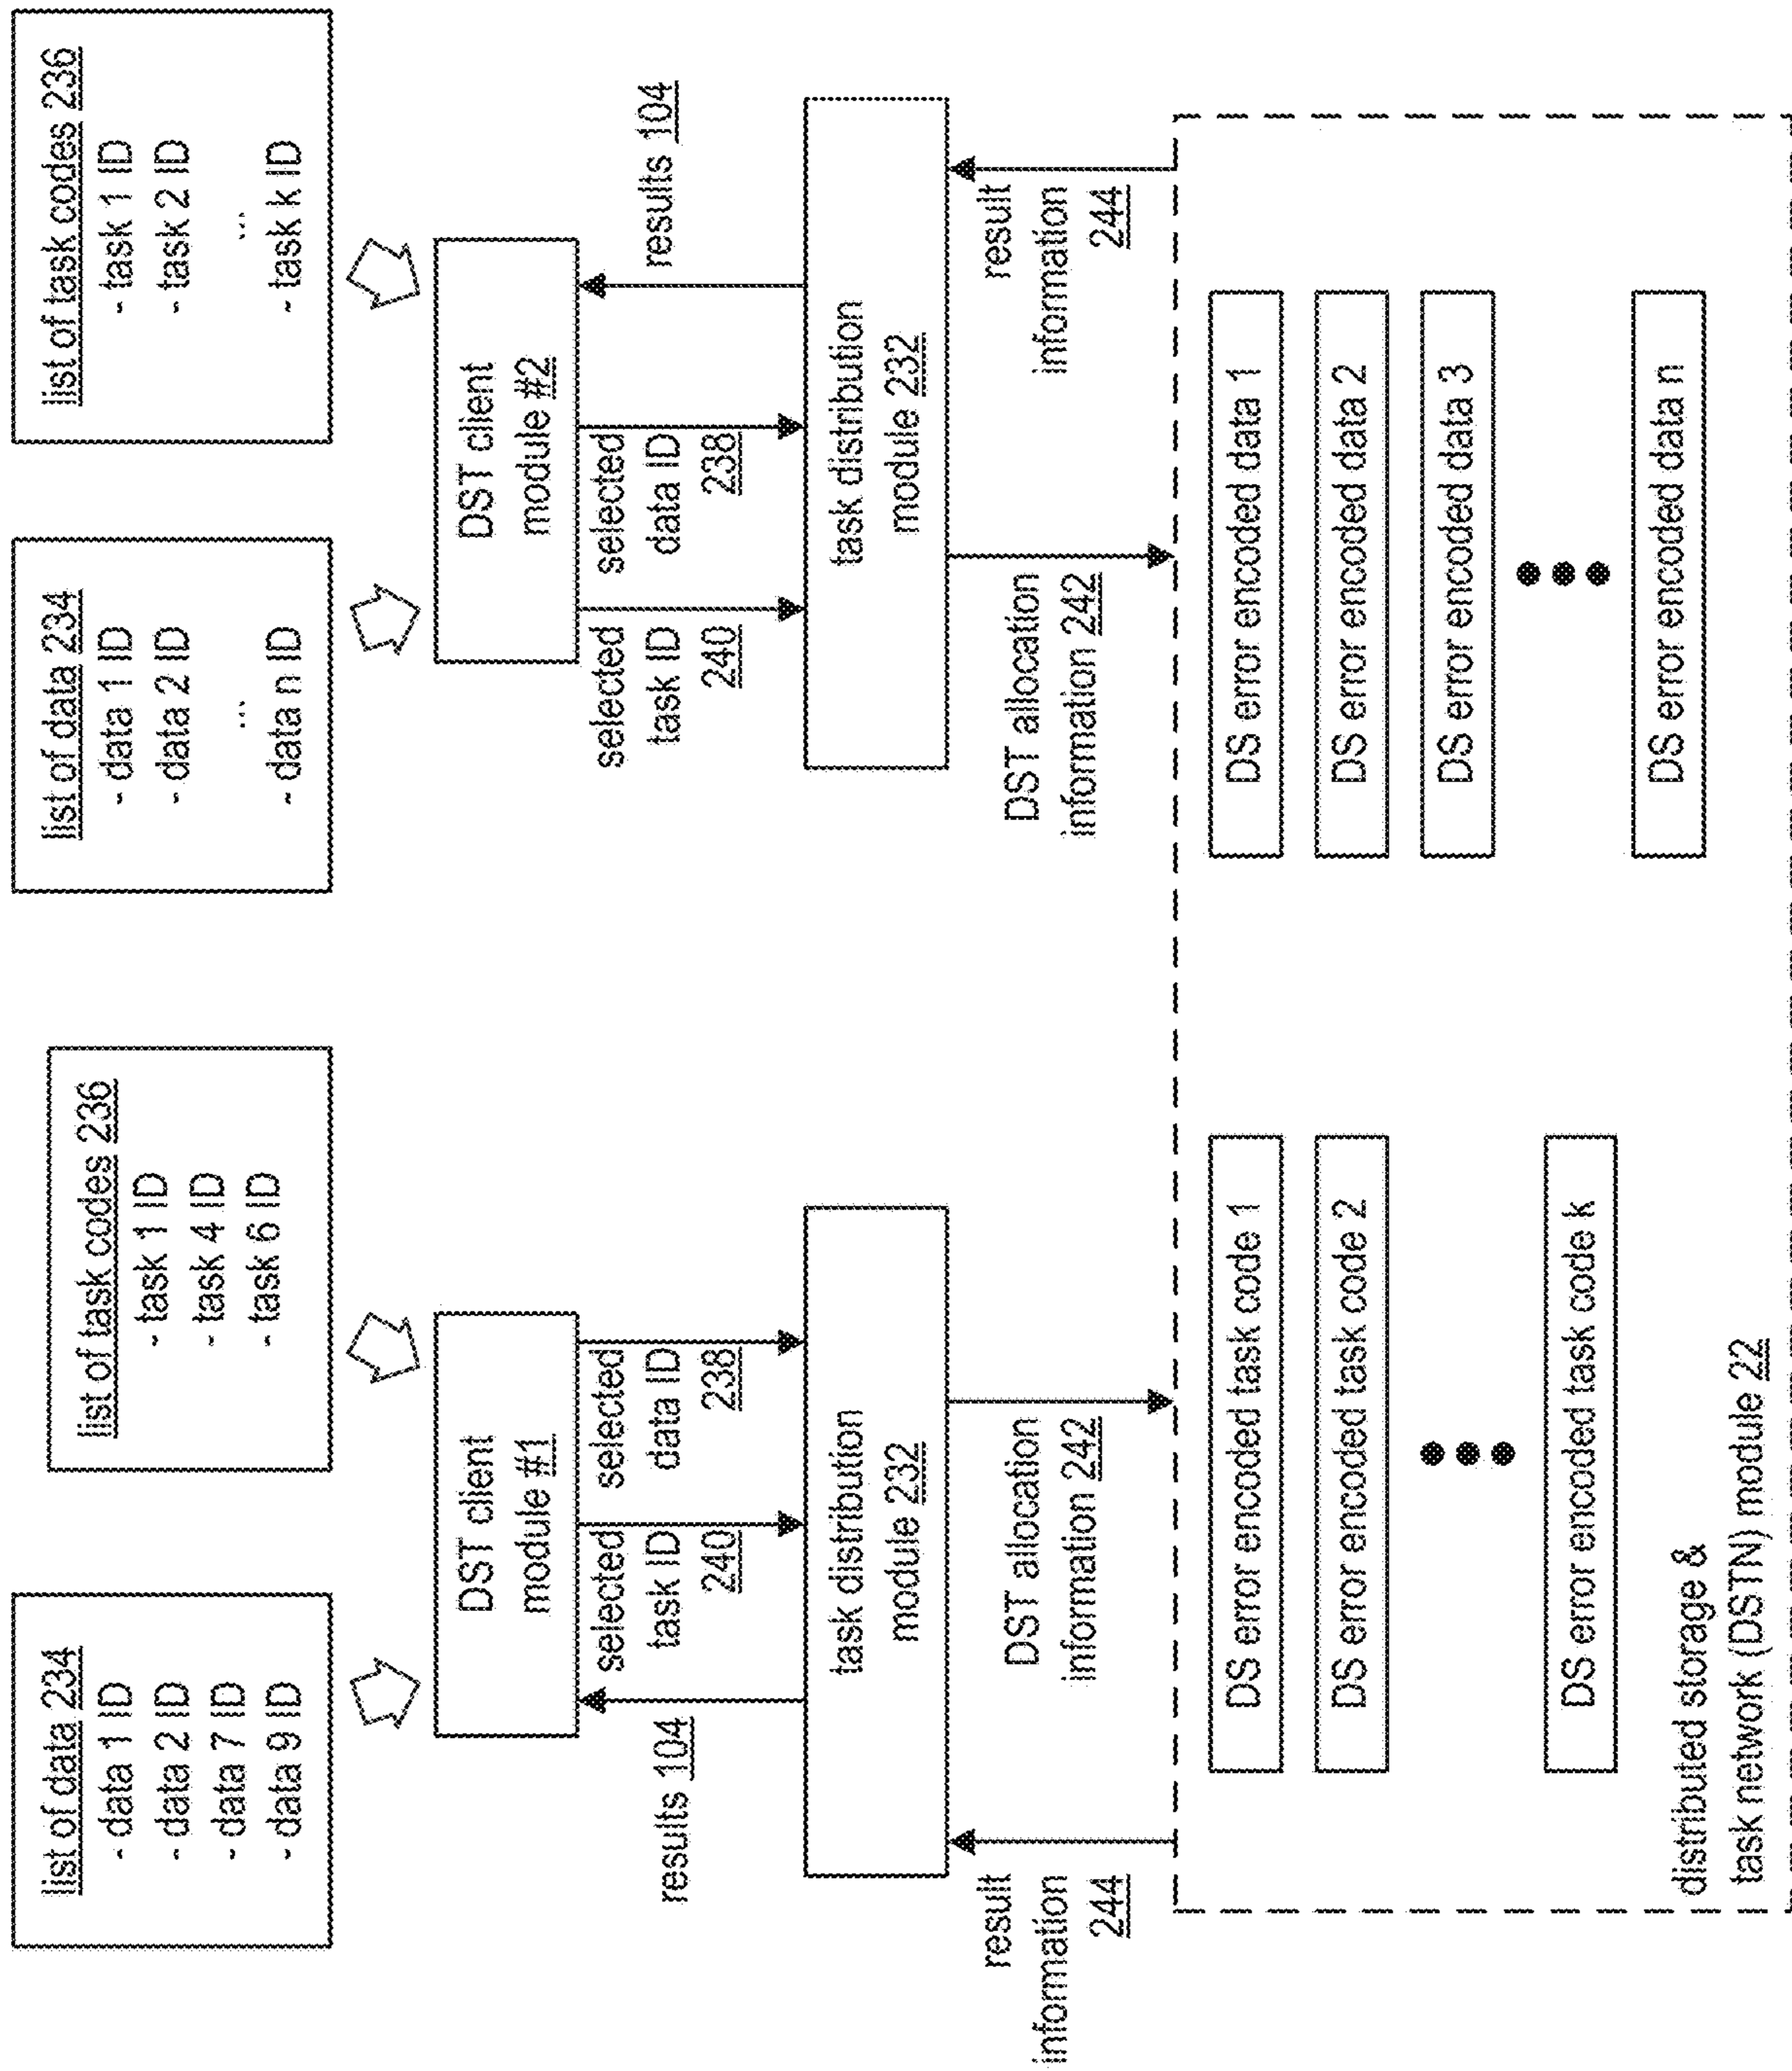 list of data 234
- data 1 ID
- data 2 ID
- data 7 ID
- data 9 ID
list of task codes 236
- task 1 ID
- task 4 ID
- task 6 ID
list of data 234
- data 1 ID
- data 2 ID
...
- data n ID
list of task codes 236
- task 1 ID
- task 2 ID
...
- task k ID
DST client
module #1
DST client
module #2
results 104
selected
task ID
240
selected
data ID
238
selected
task ID
240
selected
data ID
238
results 104
task distribution
module 232
task distribution
module 232
result
information
244
DST allocation
information 242
DST allocation
information 242
result
information
244
DS error encoded task code 1
DS error encoded task code 2
DS error encoded task code k
DS error encoded data 1
DS error encoded data 2
DS error encoded data 3
DS error encoded data n
distributed storage &
task network (DSTN) module 22